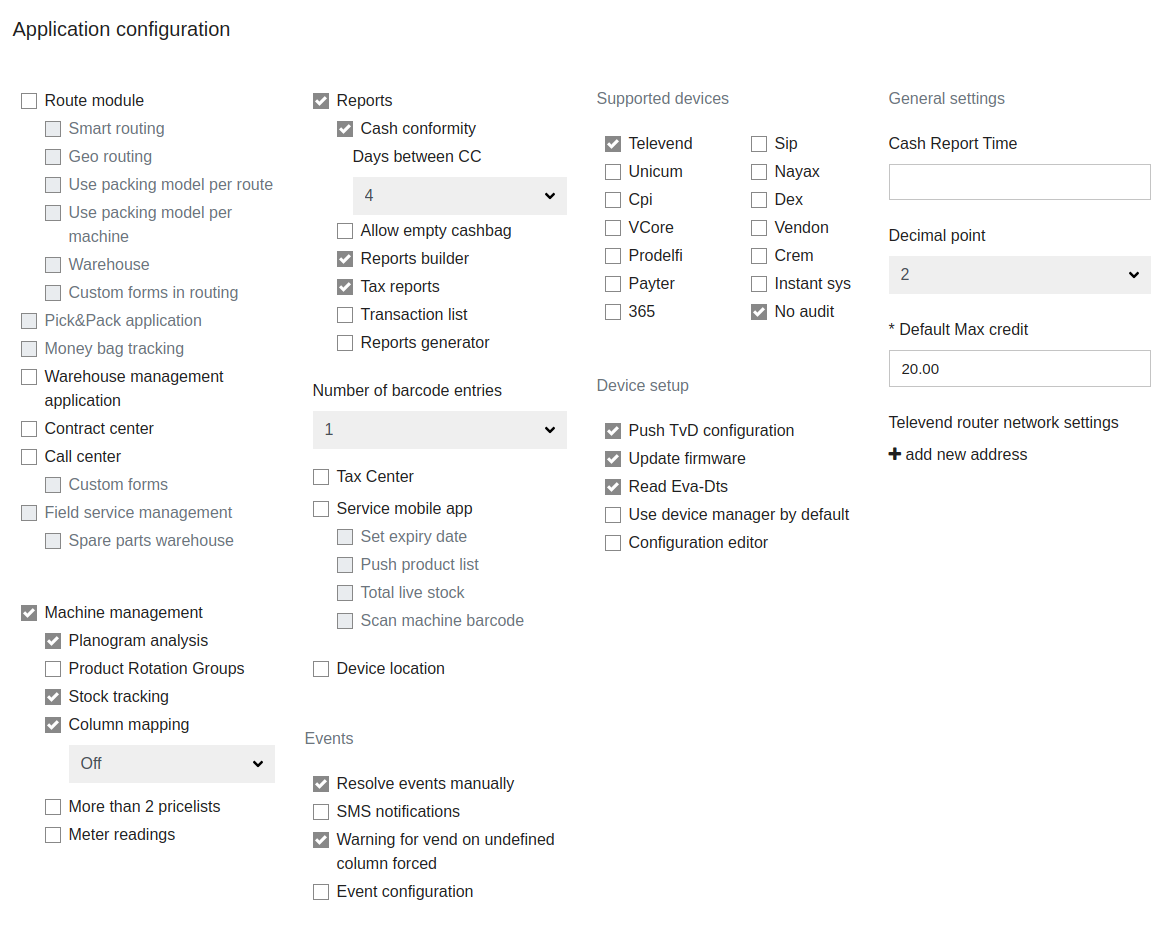 Application configuration
Route module
Smart routing
Geo routing
Use packing model per route
Use packing model per
machine
Warehouse
Custom forms in routing
Pick&Pack application
Money bag tracking
Warehouse management
application
Contract center
Call center
Custom forms
Field service management
Spare parts warehouse
Machine management
Planogram analysis
Product Rotation Groups
Stock tracking
Column mapping
Off
More than 2 pricelists
Meter readings
Reports
Cash conformity
Days between CC
4
Allow empty cashbag
Reports builder
Tax reports
Transaction list
Reports generator
Number of barcode entries
1
Tax Center
Service mobile app
Set expiry date
Push product list
Total live stock
Scan machine barcode
Device location
Events
Resolve events manually
SMS notifications
Warning for vend on undefined
column forced
Event configuration
Supported devices
Televend
Unicum
Cpi
VCore
Prodelfi
Payter
365
Sip
Nayax
Dex
Vendon
Crem
Instant sys
No audit
Device setup
Push TvD configuration
Update firmware
Read Eva-Dts
Use device manager by default
Configuration editor
General settings
Cash Report Time
Decimal point
2
* Default Max credit
20.00
Televend router network settings
+ add new address